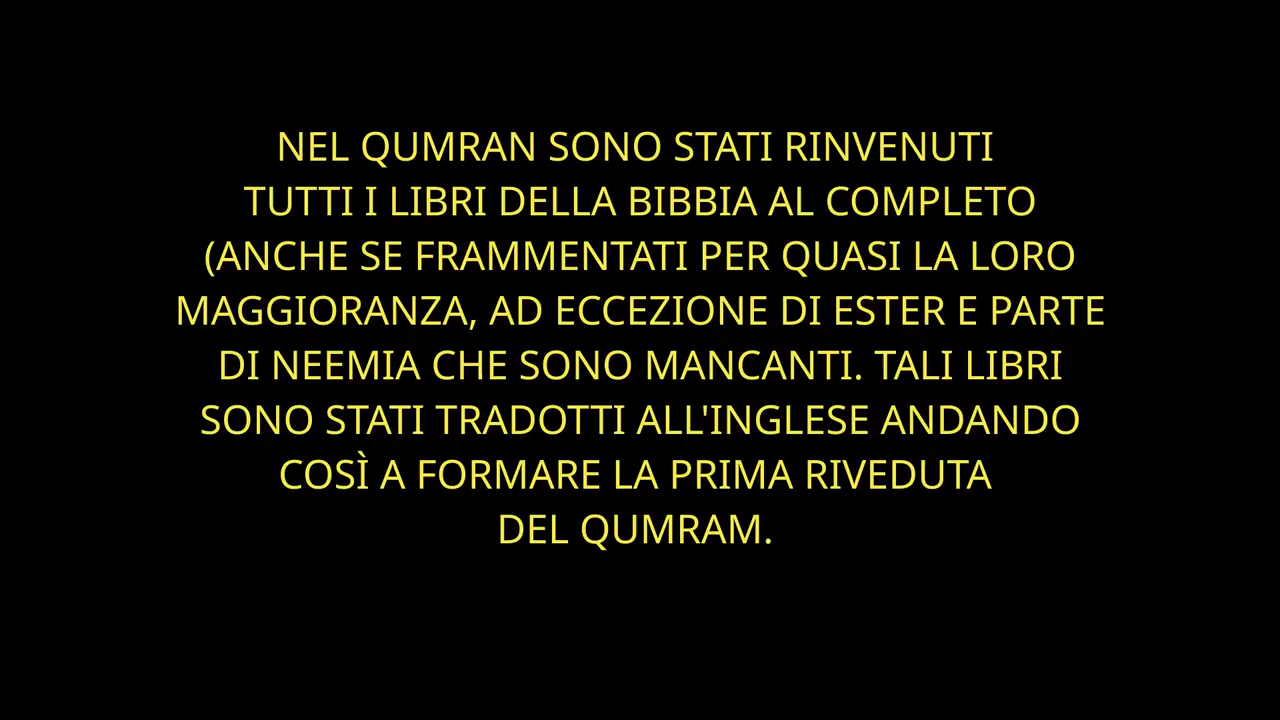 NEL QUMRAN SONO STATI RINVENUTI
TUTTI I LIBRI DELLA BIBBIA AL COMPLETO
(ANCHE SE FRAMMENTATI PER QUASI LA LORO
MAGGIORANZA, AD ECCEZIONE DI ESTER E PARTE
DI NEEMIA CHE SONO MANCANTI. TALI LIBRI
SONO STATI TRADOTTI ALL'INGLESE ANDANDO
COSÌ A FORMARE LA PRIMA RIVEDUTA
DEL QUMRAM.